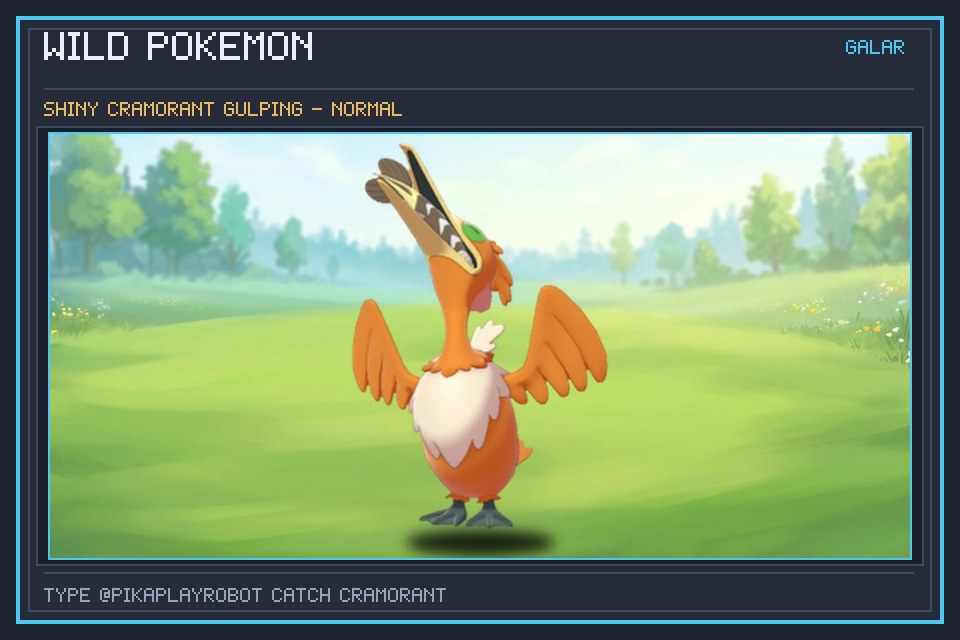 WILD POKEMON
GALAR
SHINY CRAMORANT GULPING - NORMAL
TYPE @PIKAPLAYROBOT CATCH CRAMORANT